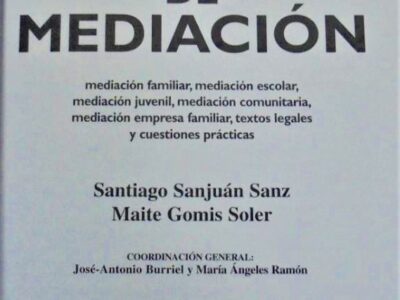 DE
MEDIACIÓN
mediación familiar, mediación escolar,
mediación juvenil, mediación comunitaria,
mediación empresa familiar, textos legales
y cuestiones prácticas
Santiago Sanjuán Sanz
Maite Gomis Soler
COORDINACIÓN GENERAL:
José-Antonio Burriel y María Ángeles Ramón